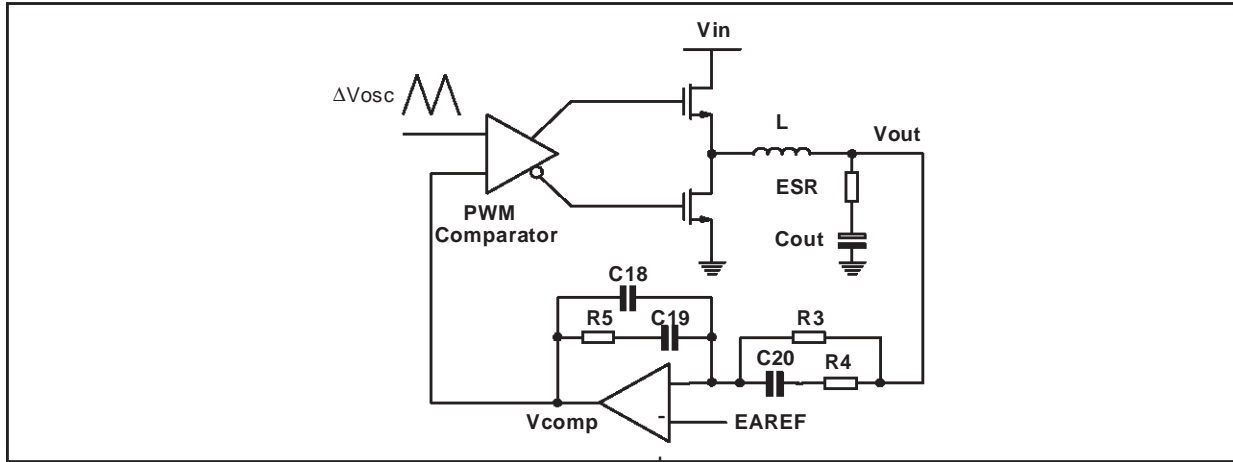 Vin
ΔVosc
L
Vout
ESR
PWM
Comparator
Cout
C18
R5
C19
R3
C20
R4
Vcomp
-
EAREF